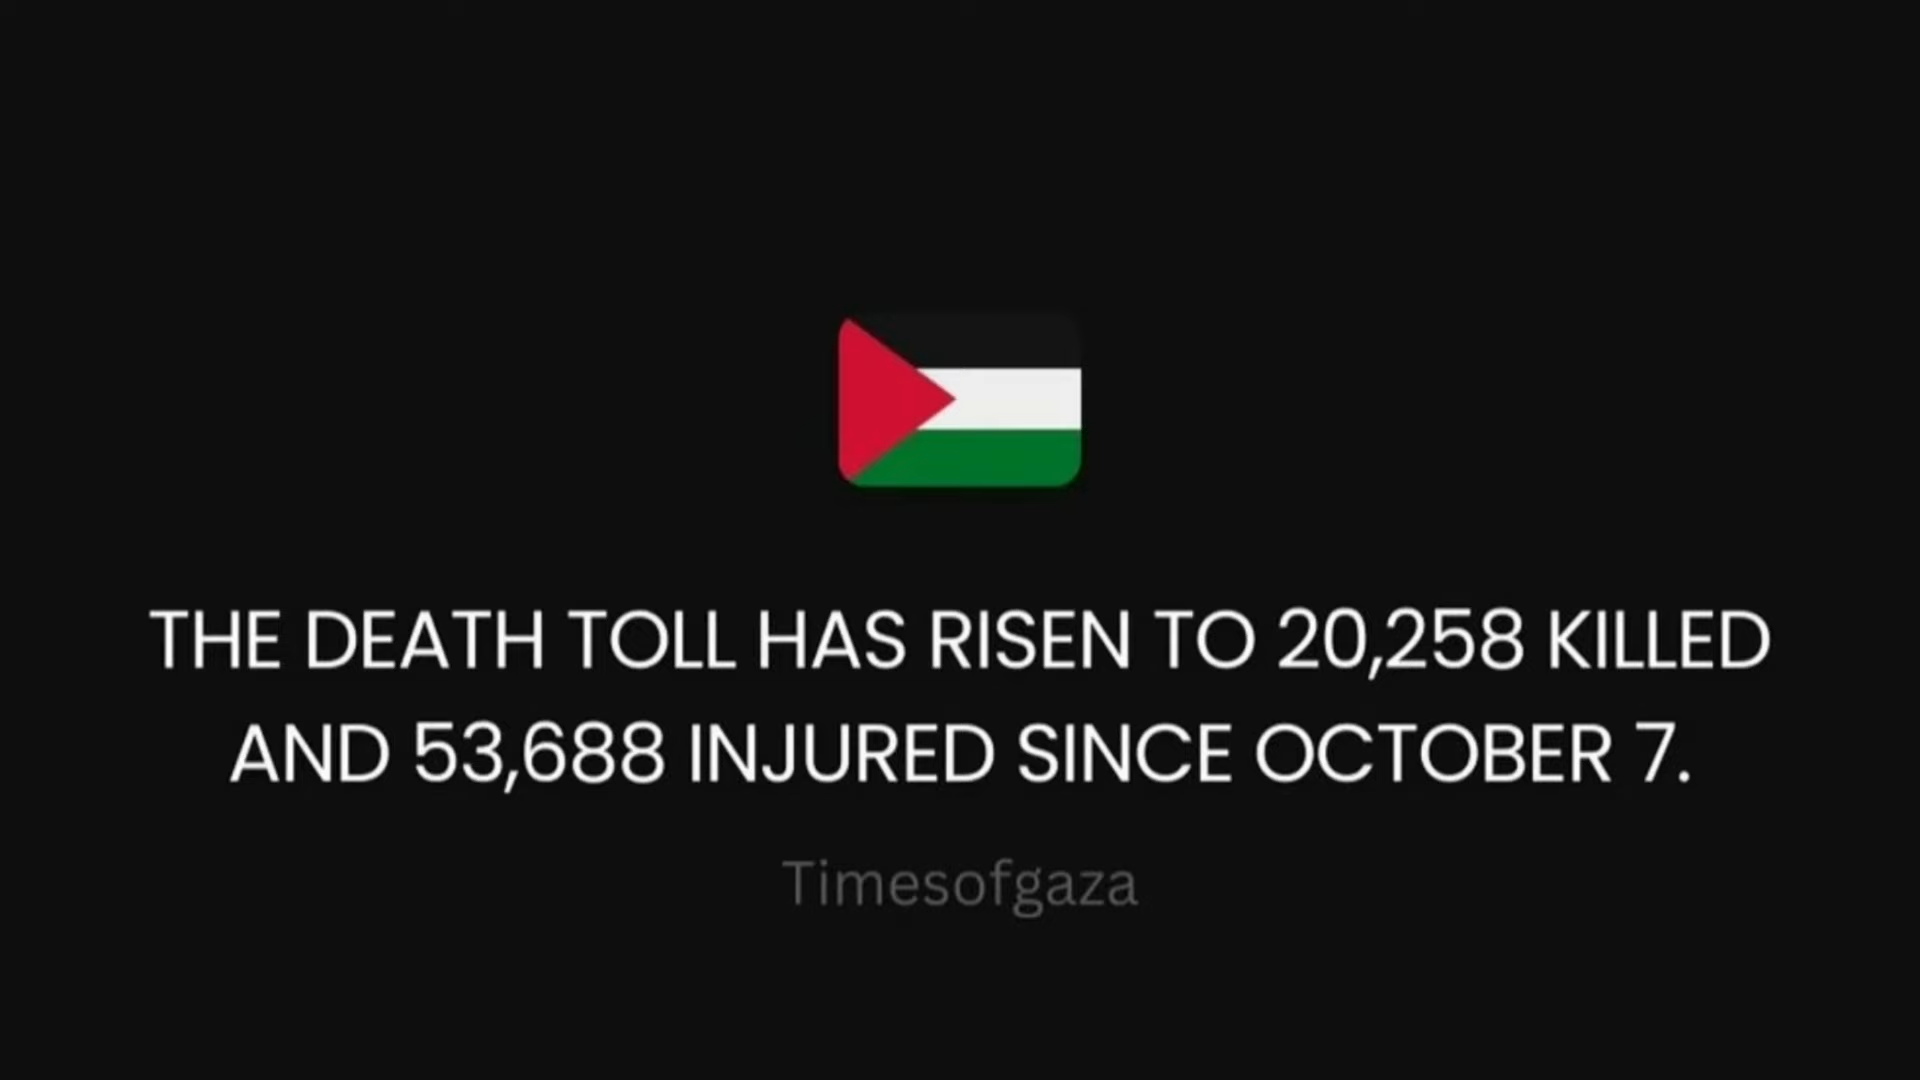 THE DEATH TOLL HAS RISEN TO 20,258 KILLED
AND 53,688 INJURED SINCE OCTOBER 7.
Timesofgaza